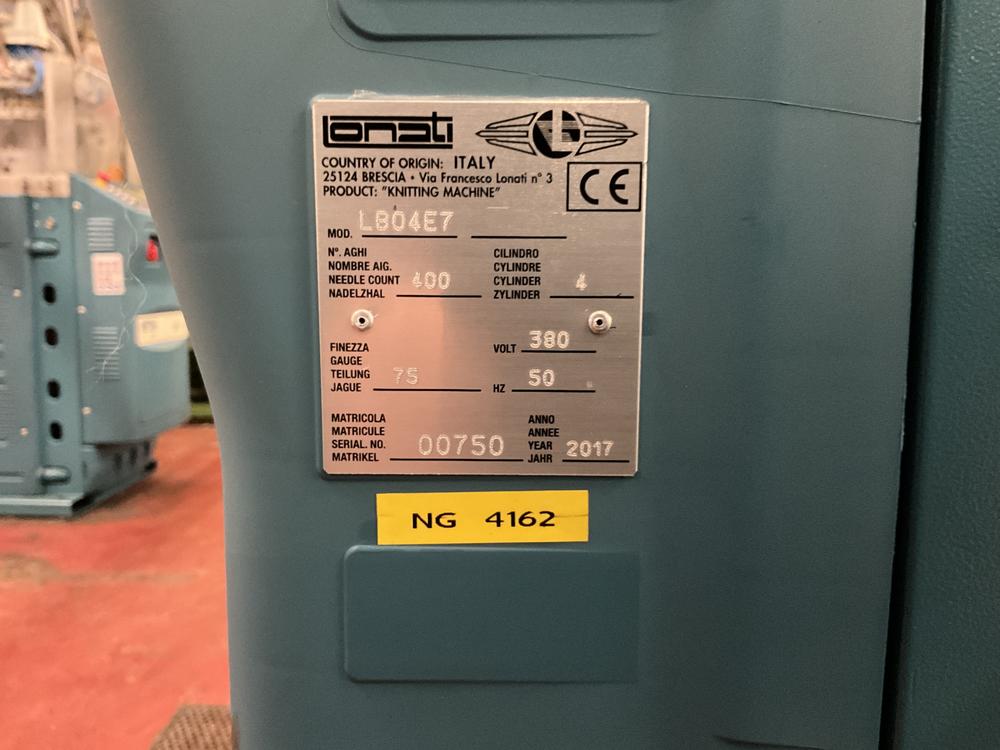 Lonati
COUNTRY OF ORIGIN: ITALY
25124 BRESCIA • Via Francesco Lonati n° 3
PRODUCT: "KNITTING MACHINE"
CE
MOD. LB04E7
N°. AGHI
NOMBRE AIG.
NEEDLE COUNT 400
NADELZHAL
CILINDRO
CYLINDRE
CYLINDER 4
ZYLINDER
FINEZZA
GAUGE
TEILUNG
JAGUE 75
VOLT 380
HZ 50
MATRICOLA
MATRICULE
SERIAL. NO. 00750
MATRIKEL
ANNO
ANNEE
YEAR 2017
JAHR
NG 4162